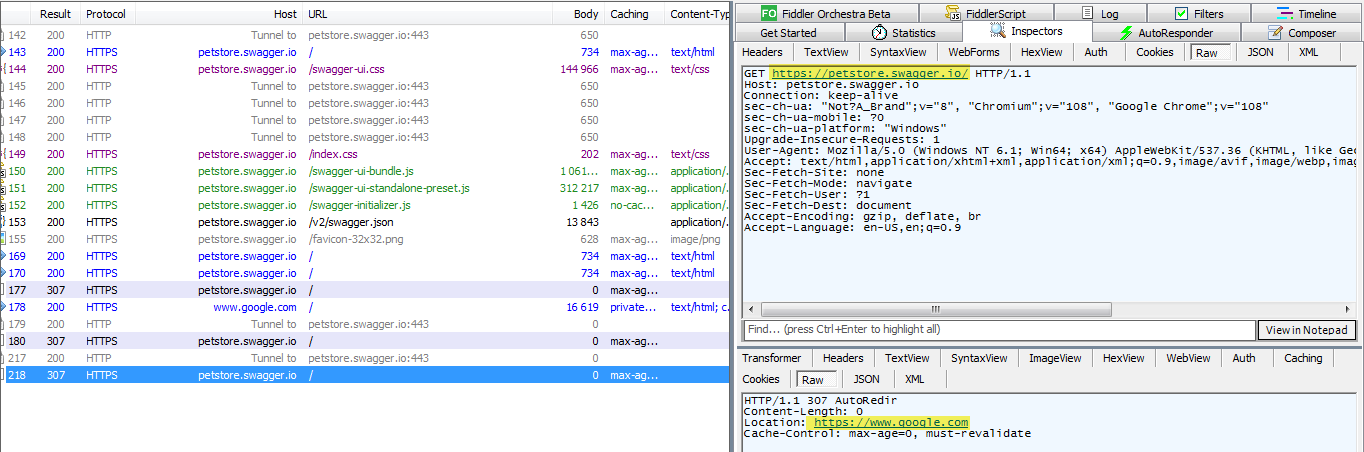 Result Protocol Host URL Body Caching Content-Typ
142 200 HTTP Tunnel to petstore.swagger.io:443 650
143 200 HTTPS petstore.swagger.io / 734 max-ag... text/html
144 200 HTTPS petstore.swagger.io /swagger-ui.css 144 966 max-ag... text/css
145 200 HTTP Tunnel to petstore.swagger.io:443 650
146 200 HTTP Tunnel to petstore.swagger.io:443 650
147 200 HTTP Tunnel to petstore.swagger.io:443 650
148 200 HTTP Tunnel to petstore.swagger.io:443 650
149 200 HTTPS petstore.swagger.io /index.css 202 max-ag... text/css
150 200 HTTPS petstore.swagger.io /swagger-ui-bundle.js 1 061... max-ag... application/.
151 200 HTTPS petstore.swagger.io /swagger-ui-standalone-preset.js 312 217 max-ag... application/.
152 200 HTTPS petstore.swagger.io /swagger-initializer.js 1 426 no-cac... application/.
153 200 HTTPS petstore.swagger.io /v2/swagger.json 13 843 application/.
155 200 HTTPS petstore.swagger.io /favicon-32x32.png 628 max-ag... image/png
169 200 HTTPS petstore.swagger.io / 734 max-ag... text/html
170 200 HTTPS petstore.swagger.io / 734 max-ag... text/html
177 307 HTTPS petstore.swagger.io / 0 max-ag...
178 200 HTTPS www.google.com / 16 619 private... text/html; c.
179 200 HTTP Tunnel to petstore.swagger.io:443 0
180 307 HTTPS petstore.swagger.io / 0 max-ag...
217 200 HTTP Tunnel to petstore.swagger.io:443 0
218 307 HTTPS petstore.swagger.io / 0 max-ag...
FO Fiddler Orchestra Beta FiddlerScript Log Filters Timeline
Get Started Statistics Inspectors AutoResponder Composer
Headers TextView SyntaxView WebForms HexView Auth Cookies Raw JSON XML
GET https://petstore.swagger.io/ HTTP/1.1
Host: petstore.swagger.io
Connection: keep-alive
sec-ch-ua: "Not?A_Brand";v="8", "Chromium";v="108", "Google Chrome";v="108"
sec-ch-ua-mobile: ?0
sec-ch-ua-platform: "Windows"
Upgrade-Insecure-Requests: 1
User-Agent: Mozilla/5.0 (Windows NT 6.1; Win64; x64) AppleWebKit/537.36 (KHTML, like Gec
Accept: text/html,application/xhtml+xml,application/xml;q=0.9,image/avif,image/webp,imag
Sec-Fetch-Site: none
Sec-Fetch-Mode: navigate
Sec-Fetch-User: ?1
Sec-Fetch-Dest: document
Accept-Encoding: gzip, deflate, br
Accept-Language: en-US,en;q=0.9
Find... (press Ctrl+Enter to highlight all) View in Notepad
Transformer Headers TextView SyntaxView ImageView HexView WebView Auth Caching
Cookies Raw JSON XML
HTTP/1.1 307 AutoRedir
Content-Length: 0
Location: https://www.google.com
Cache-Control: max-age=0, must-revalidate